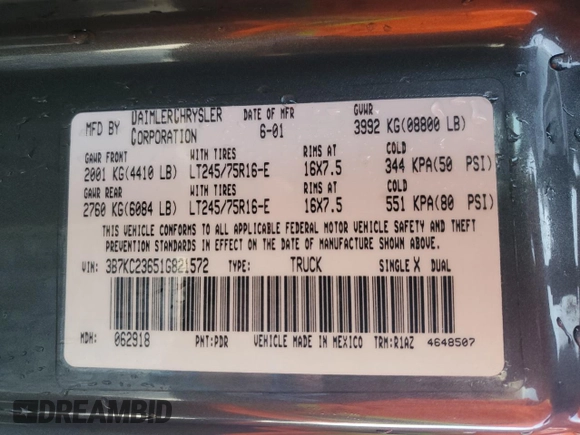 MFD BY DAIMLERCHRYSLER CORPORATION DATE OF MFR 6-01 GVWR 3992 KG(08800 LB)
GAWR FRONT WITH TIRES RIMS AT COLD
2001 KG(4410 LB) LT245/75R16-E 16X7.5 344 KPA(50 PSI)
GAWR REAR WITH TIRES RIMS AT COLD
2760 KG(6084 LB) LT245/75R16-E 16X7.5 551 KPA(80 PSI)
THIS VEHICLE CONFORMS TO ALL APPLICABLE FEDERAL MOTOR VEHICLE SAFETY AND THEFT
PREVENTION STANDARDS IN EFFECT ON THE DATE OF MANUFACTURE SHOWN ABOVE.
VIN: 3B7KC23651G821572 TYPE: TRUCK SINGLE X DUAL
MDH: 062918 PNT:PDR VEHICLE MADE IN MEXICO TRM:R1AZ 4648507
DREAMBID